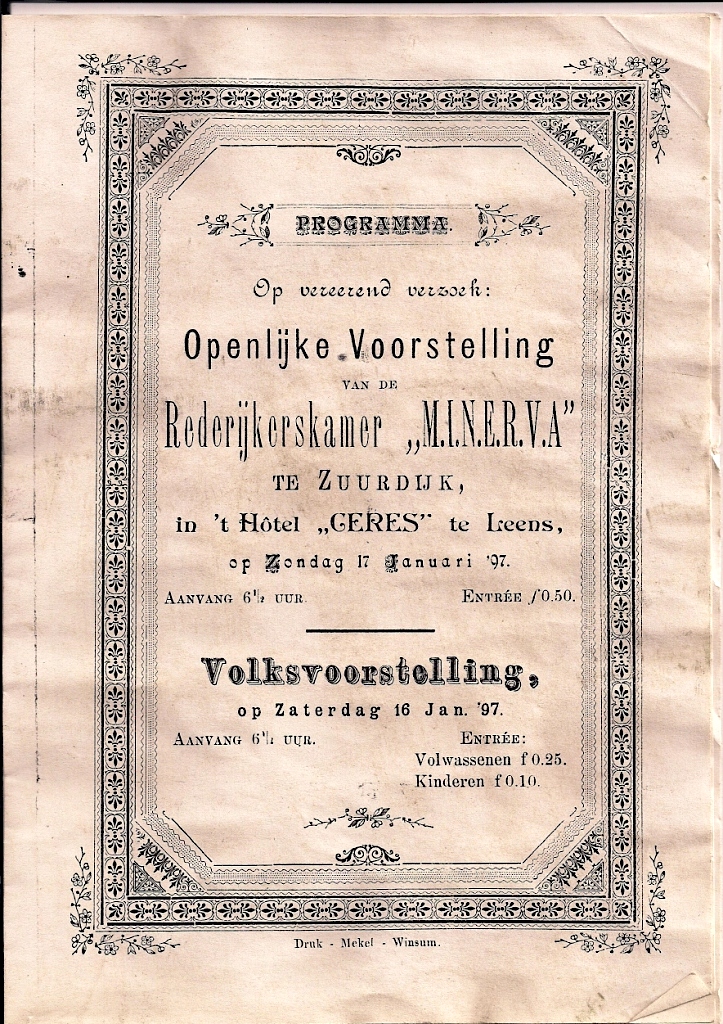 PROGRAMMA.
Op vereerend verzoek:
Openlijke Voorstelling
VAN DE
Rederijkerskamer „M.I.N.E.R.V.A”
TE ZUURDIJK,
in 't Hôtel „CERES” te Leens,
op Zondag 17 Januari '97.
AANVANG 6½ UUR. ENTRÉE f 0.50.
Volksvoorstelling,
op Zaterdag 16 Jan. '97.
AANVANG 6½ UUR. ENTRÉE:
Volwassenen f 0.25.
Kinderen f 0.10.
Druk - Mekel - Winsum.